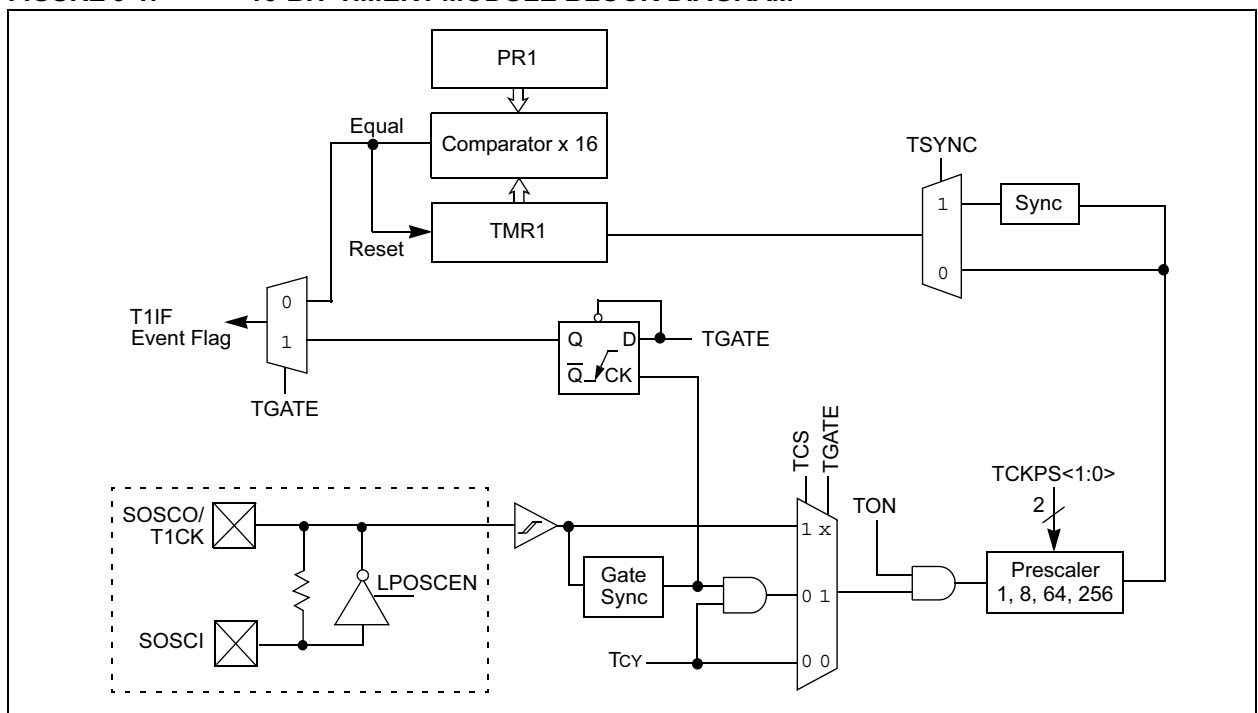 PR1
Equal
Comparator x 16
TSYNC
1
Sync
TMR1
Reset
0
0
T1IF
Event Flag
1
Q
D
TGATE
Q̅
CK
TGATE
TCS
TGATE
TCKPS<1:0>
2
TON
SOSCO/
T1CK
1 x
LPOSCEN
Gate
Sync
0 1
Prescaler
1, 8, 64, 256
SOSCI
TCY
0 0